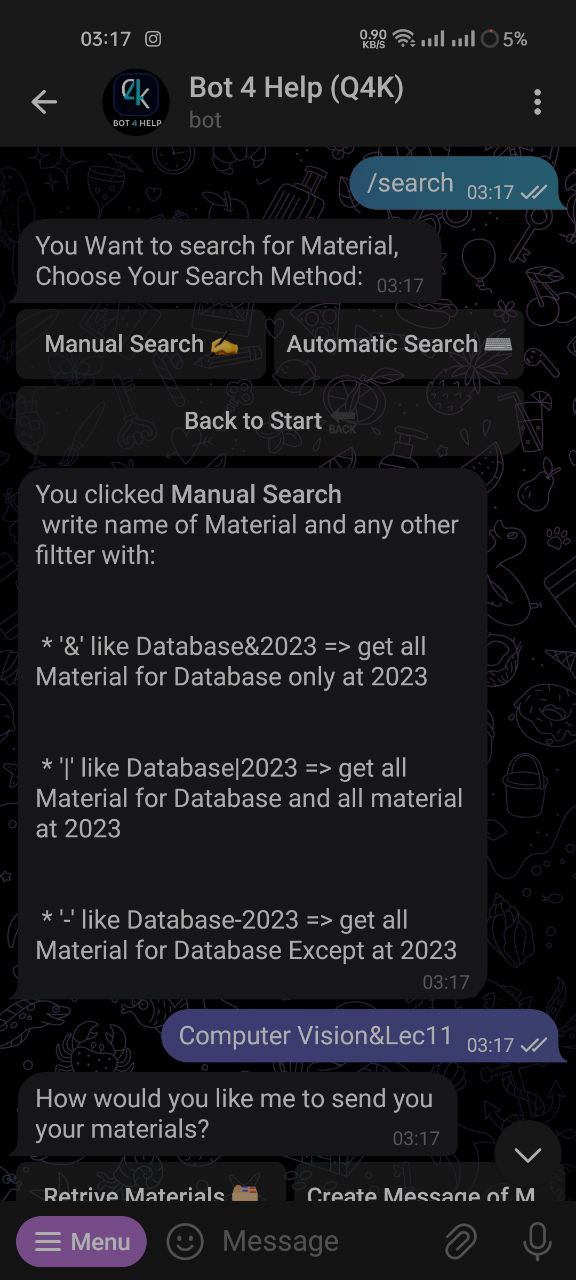 03:17
0.90
KB/S
5%
Bot 4 Help (Q4K)
bot
Q4k
BOT 4 HELP
/search 03:17
You Want to search for Material,
Choose Your Search Method: 03:17
Manual Search ✍️
Automatic Search ⌨️
Back to Start 🔙
BACK
You clicked Manual Search
write name of Material and any other
filtter with:
* '&' like Database&2023 => get all
Material for Database only at 2023
* '|' like Database|2023 => get all
Material for Database and all material
at 2023
* '-' like Database-2023 => get all
Material for Database Except at 2023
03:17
Computer Vision&Lec11 03:17
How would you like me to send you
your materials? 03:17
Retrive Materials
Create Message of M
Menu
Message